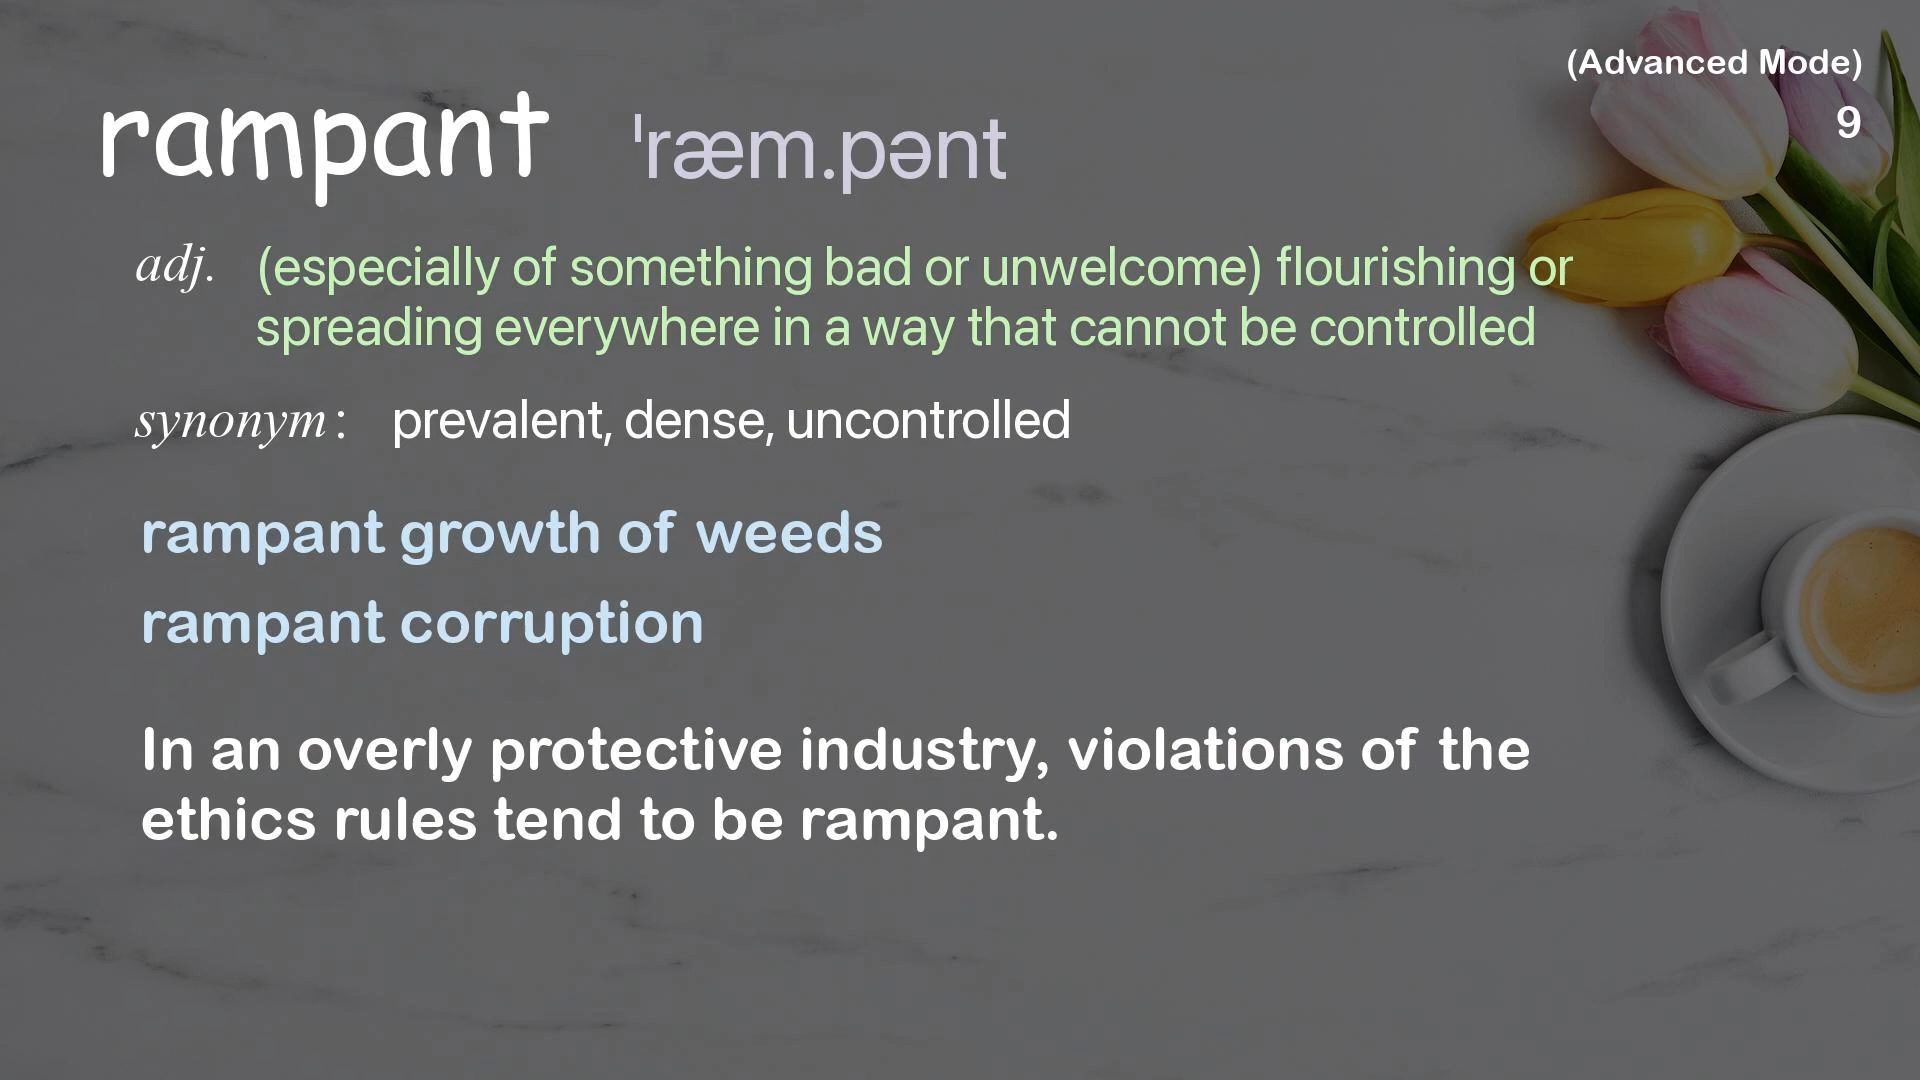 (Advanced Mode)
rampant ˈræm.pənt
9
adj. (especially of something bad or unwelcome) flourishing or
spreading everywhere in a way that cannot be controlled
synonym: prevalent, dense, uncontrolled
rampant growth of weeds
rampant corruption
In an overly protective industry, violations of the
ethics rules tend to be rampant.